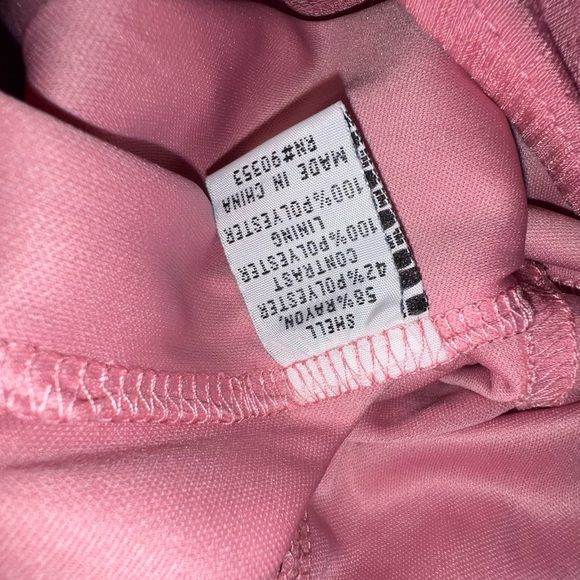 SHELL
58%RAYON,
42%POLYESTER
CONTRAST
100%POLYESTER
LINING
100%POLYESTER
MADE IN CHINA
RN#90353